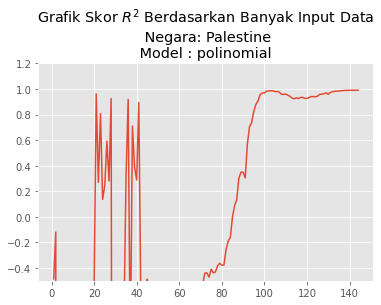 Grafik Skor $R^2$ Berdasarkan Banyak Input Data
Negara: Palestine
Model : polinomial
1.2
1.0
0.8
0.6
0.4
0.2
0.0
−0.2
−0.4
0 20 40 60 80 100 120 140